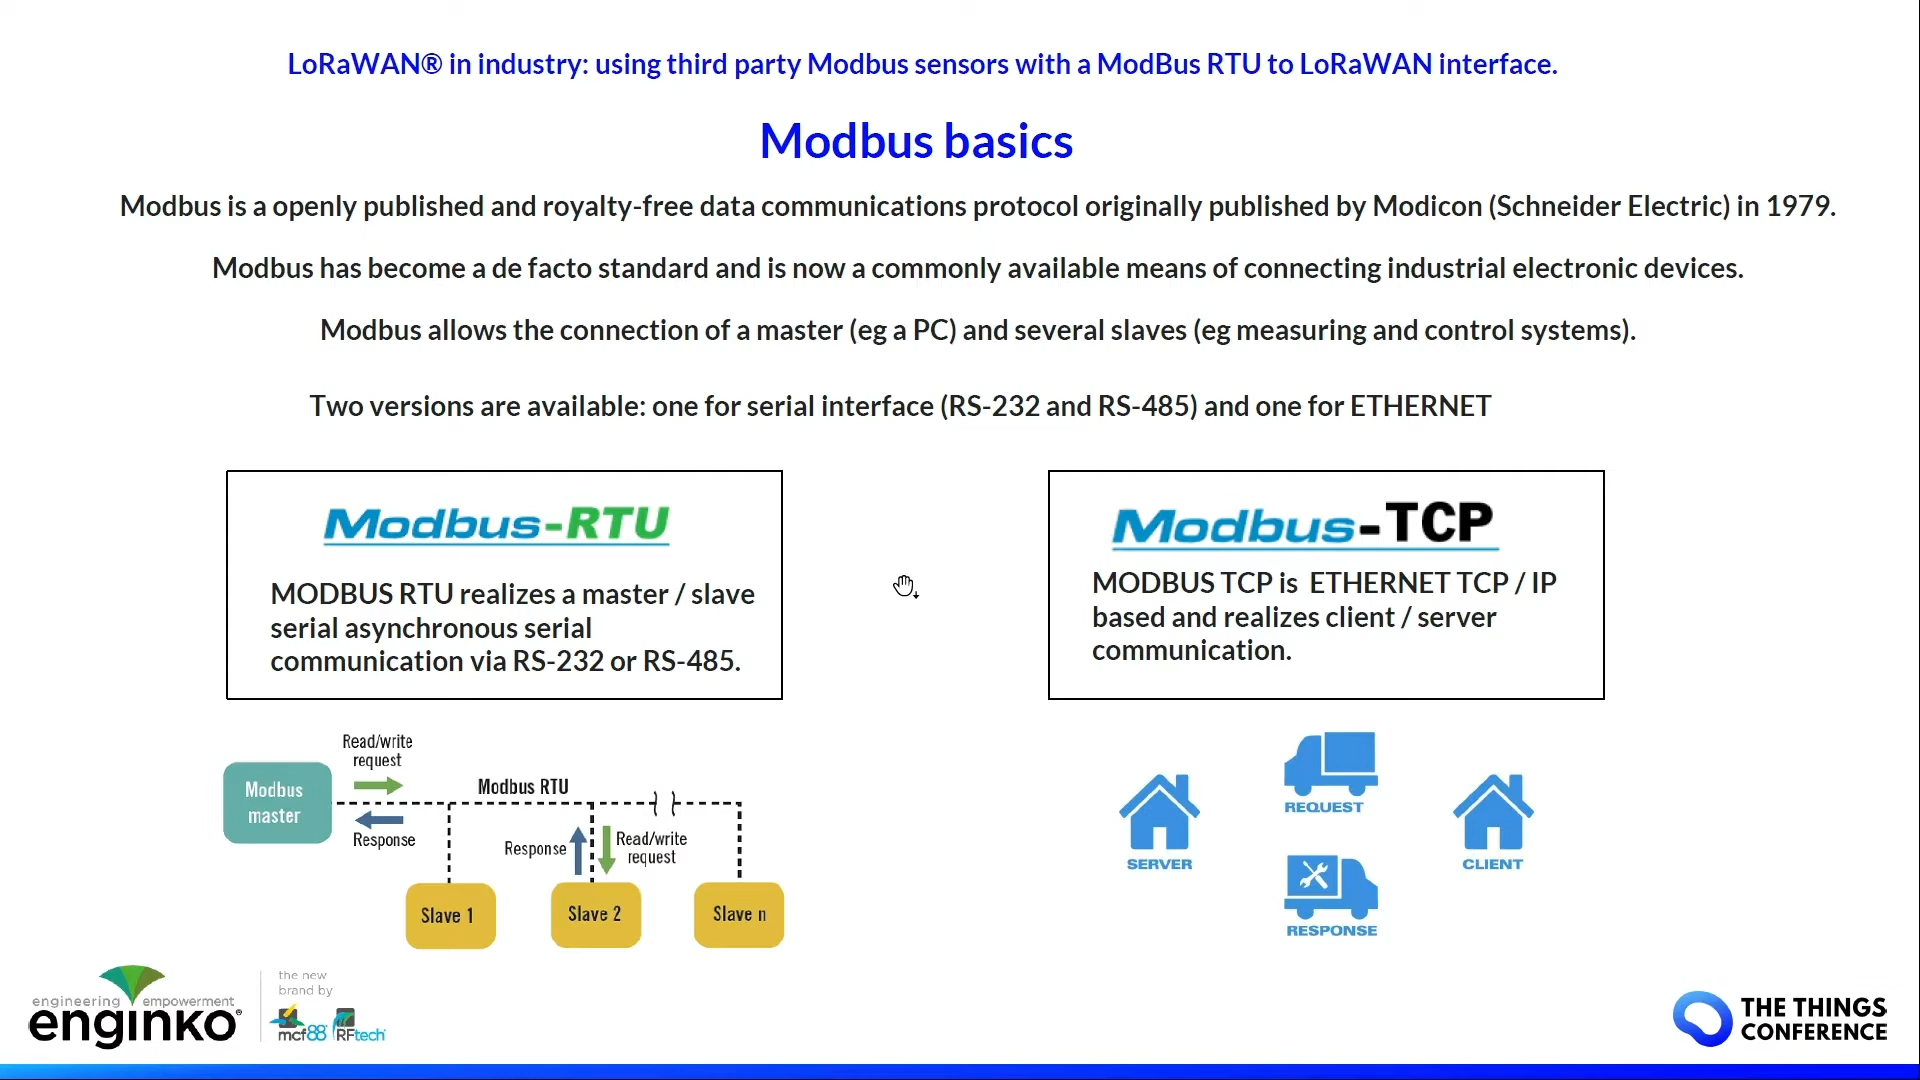 LoRaWAN® in industry: using third party Modbus sensors with a ModBus RTU to LoRaWAN interface.
Modbus basics
Modbus is a openly published and royalty-free data communications protocol originally published by Modicon (Schneider Electric) in 1979.
Modbus has become a de facto standard and is now a commonly available means of connecting industrial electronic devices.
Modbus allows the connection of a master (eg a PC) and several slaves (eg measuring and control systems).
Two versions are available: one for serial interface (RS-232 and RS-485) and one for ETHERNET
Modbus-RTU
MODBUS RTU realizes a master / slave
serial asynchronous serial
communication via RS-232 or RS-485.
Modbus-TCP
MODBUS TCP is  ETHERNET TCP / IP
based and realizes client / server
communication.
Read/write
request
Modbus
master
Modbus RTU
Response
Response
Read/write
request
Slave 1
Slave 2
Slave n
REQUEST
SERVER
CLIENT
RESPONSE
engineering empowerment
enginko®
the new
brand by
mcf88
RFtech
THE THINGS
CONFERENCE